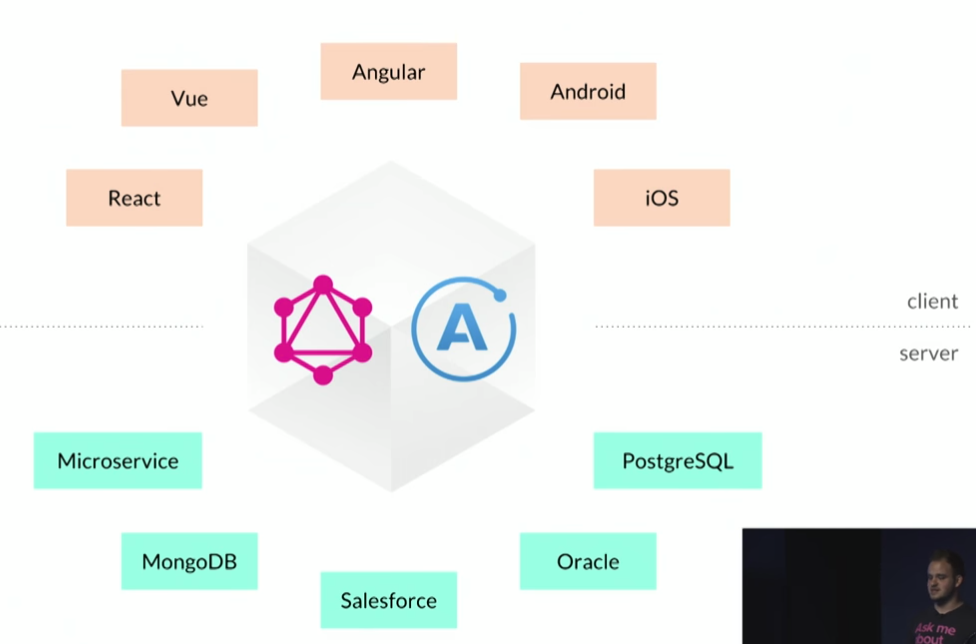 Angular
Vue
Android
React
iOS
A
client
server
Microservice
PostgreSQL
MongoDB
Oracle
Salesforce
Ask me
about